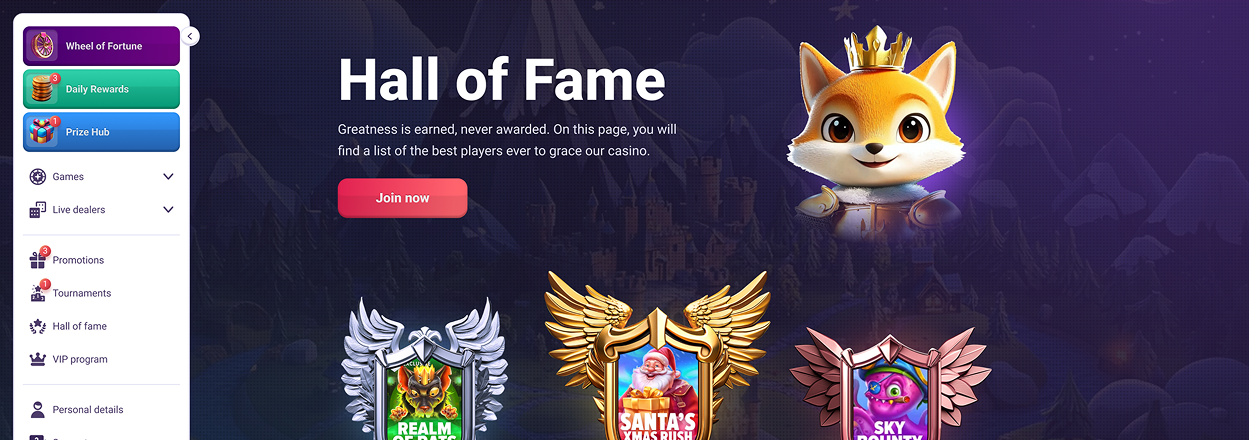 Wheel of Fortune
3
Daily Rewards
1
Prize Hub
Games
Live dealers
3
Promotions
1
Tournaments
Hall of fame
VIP program
Personal details
Hall of Fame
Greatness is earned, never awarded. On this page, you will
find a list of the best players ever to grace our casino.
Join now
REALM
SANTA'S
XMAS RUSH
SKY
BOUNTY